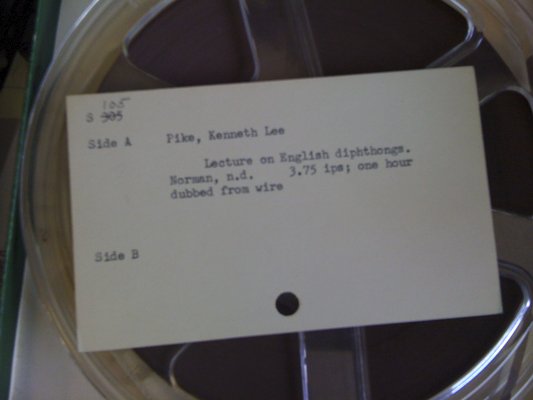 105
S 305
Side A Pike, Kenneth Lee
Lecture on English diphthongs.
Norman, n.d. 3.75 ips; one hour
dubbed from wire
Side B